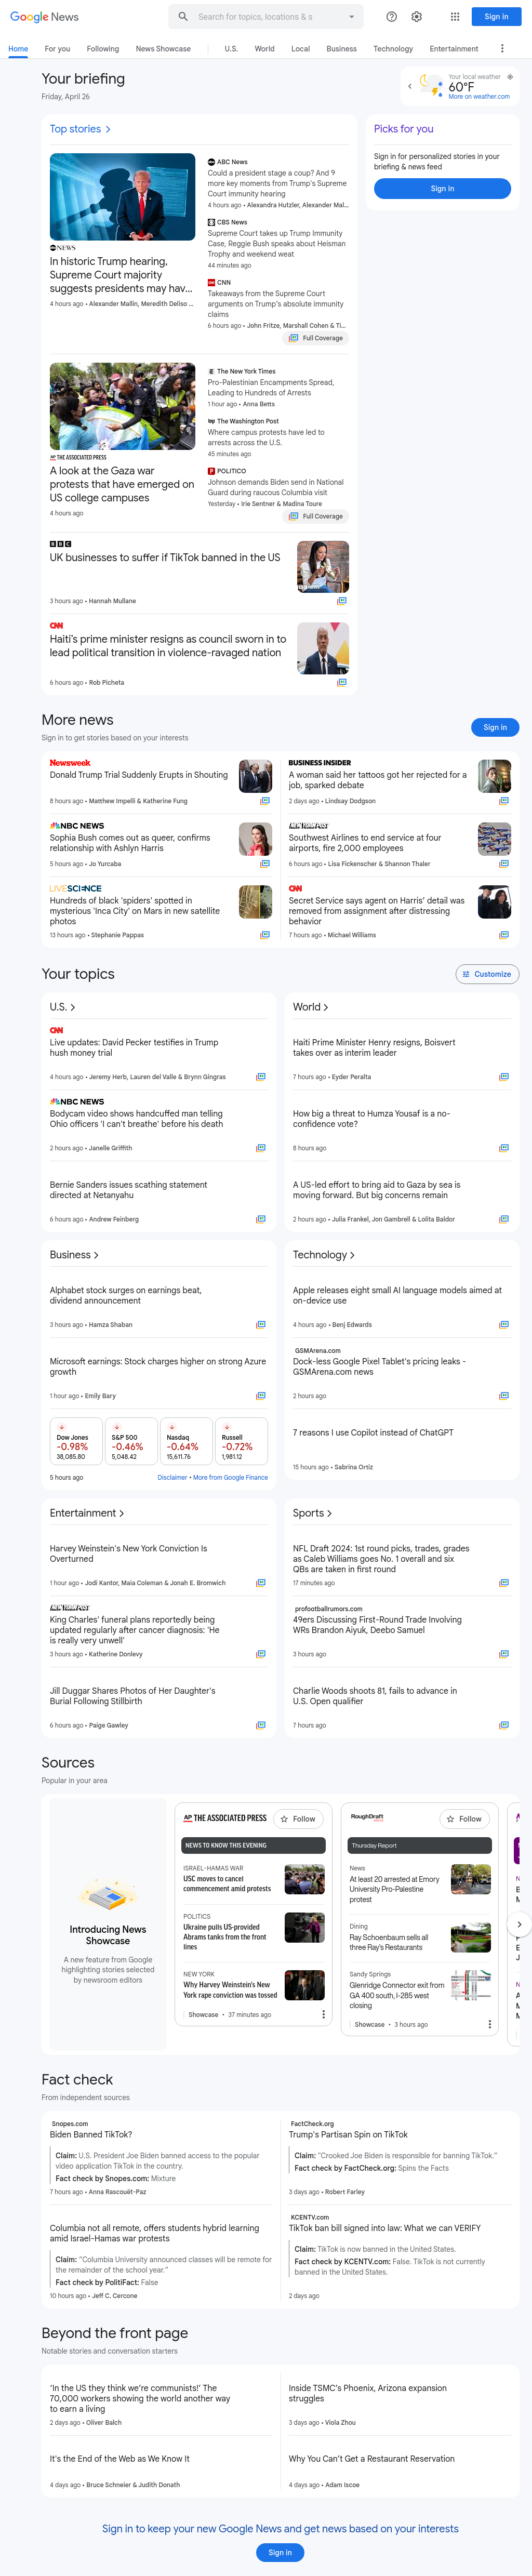 Google News
Search for topics, locations & s
Sign in
Home
For you
Following
News Showcase
U.S.
World
Local
Business
Technology
Entertainment
Your briefing
Friday, April 26
Your local weather
60°F
More on weather.com
Top stories
abc NEWS
In historic Trump hearing,
Supreme Court majority
suggests presidents may hav...
4 hours ago • Alexander Mallin, Meredith Deliso ...
ABC News
Could a president stage a coup? And 9
more key moments from Trump's Supreme
Court immunity hearing
4 hours ago • Alexandra Hutzler, Alexander Mal...
CBS News
Supreme Court takes up Trump Immunity
Case, Reggie Bush speaks about Heisman
Trophy and weekend weat
44 minutes ago
CNN
Takeaways from the Supreme Court
arguments on Trump's absolute immunity
claims
6 hours ago • John Fritze, Marshall Cohen & Ti...
Full Coverage
AP THE ASSOCIATED PRESS
A look at the Gaza war
protests that have emerged on
US college campuses
4 hours ago
The New York Times
Pro-Palestinian Encampments Spread,
Leading to Hundreds of Arrests
1 hour ago • Anna Betts
The Washington Post
Where campus protests have led to
arrests across the U.S.
45 minutes ago
POLITICO
Johnson demands Biden send in National
Guard during raucous Columbia visit
Yesterday • Irie Sentner & Madina Toure
Full Coverage
BBC
UK businesses to suffer if TikTok banned in the US
3 hours ago • Hannah Mullane
CNN
Haiti's prime minister resigns as council sworn in to
lead political transition in violence-ravaged nation
6 hours ago • Rob Picheta
Picks for you
Sign in for personalized stories in your
briefing & news feed
Sign in
More news
Sign in to get stories based on your interests
Sign in
Newsweek
Donald Trump Trial Suddenly Erupts in Shouting
8 hours ago • Matthew Impelli & Katherine Fung
BUSINESS INSIDER
A woman said her tattoos got her rejected for a
job, sparked debate
2 days ago • Lindsay Dodgson
NBC NEWS
Sophia Bush comes out as queer, confirms
relationship with Ashlyn Harris
5 hours ago • Jo Yurcaba
NEW YORK POST
Southwest Airlines to end service at four
airports, fire 2,000 employees
6 hours ago • Lisa Fickenscher & Shannon Thaler
LIVESCIENCE
Hundreds of black 'spiders' spotted in
mysterious 'Inca City' on Mars in new satellite
photos
13 hours ago • Stephanie Pappas
CNN
Secret Service says agent on Harris' detail was
removed from assignment after distressing
behavior
7 hours ago • Michael Williams
Your topics
Customize
U.S.
CNN
Live updates: David Pecker testifies in Trump
hush money trial
4 hours ago • Jeremy Herb, Lauren del Valle & Brynn Gingras
NBC NEWS
Bodycam video shows handcuffed man telling
Ohio officers 'I can't breathe' before his death
2 hours ago • Janelle Griffith
Bernie Sanders issues scathing statement
directed at Netanyahu
6 hours ago • Andrew Feinberg
World
Haiti Prime Minister Henry resigns, Boisvert
takes over as interim leader
7 hours ago • Eyder Peralta
How big a threat to Humza Yousaf is a no-
confidence vote?
8 hours ago
A US-led effort to bring aid to Gaza by sea is
moving forward. But big concerns remain
2 hours ago • Julia Frankel, Jon Gambrell & Lolita Baldor
Business
Alphabet stock surges on earnings beat,
dividend announcement
3 hours ago • Hamza Shaban
Microsoft earnings: Stock charges higher on strong Azure
growth
1 hour ago • Emily Bary
Dow Jones
-0.98%
38,085.80
S&P 500
-0.46%
5,048.42
Nasdaq
-0.64%
15,611.76
Russell
-0.72%
1,981.12
5 hours ago
Disclaimer • More from Google Finance
Technology
Apple releases eight small AI language models aimed at
on-device use
4 hours ago • Benj Edwards
GSMArena.com
Dock-less Google Pixel Tablet's pricing leaks -
GSMArena.com news
2 hours ago
7 reasons I use Copilot instead of ChatGPT
15 hours ago • Sabrina Ortiz
Entertainment
Harvey Weinstein's New York Conviction Is
Overturned
1 hour ago • Jodi Kantor, Maia Coleman & Jonah E. Bromwich
NEW YORK POST
King Charles' funeral plans reportedly being
updated regularly after cancer diagnosis: 'He
is really very unwell'
3 hours ago • Katherine Donlevy
Jill Duggar Shares Photos of Her Daughter's
Burial Following Stillbirth
6 hours ago • Paige Gawley
Sports
NFL Draft 2024: 1st round picks, trades, grades
as Caleb Williams goes No. 1 overall and six
QBs are taken in first round
17 minutes ago
profootballrumors.com
49ers Discussing First-Round Trade Involving
WRs Brandon Aiyuk, Deebo Samuel
3 hours ago
Charlie Woods shoots 81, fails to advance in
U.S. Open qualifier
7 hours ago
Sources
Popular in your area
Introducing News
Showcase
A new feature from Google
highlighting stories selected
by newsroom editors
AP THE ASSOCIATED PRESS
Follow
NEWS TO KNOW THIS EVENING
ISRAEL-HAMAS WAR
USC moves to cancel
commencement amid protests
POLITICS
Ukraine pulls US-provided
Abrams tanks from the front
lines
NEW YORK
Why Harvey Weinstein's New
York rape conviction was tossed
Showcase • 37 minutes ago
RoughDraft
Follow
Thursday Report
News
At least 20 arrested at Emory
University Pro-Palestine
protest
Dining
Ray Schoenbaum sells all
three Ray's Restaurants
Sandy Springs
Glenridge Connector exit from
GA 400 south, I-285 west
closing
Showcase • 3 hours ago
Fact check
From independent sources
Snopes.com
Biden Banned TikTok?
Claim: U.S. President Joe Biden banned access to the popular
video application TikTok in the country.
Fact check by Snopes.com: Mixture
7 hours ago • Anna Rascouët-Paz
FactCheck.org
Trump's Partisan Spin on TikTok
Claim: "Crooked Joe Biden is responsible for banning TikTok."
Fact check by FactCheck.org: Spins the Facts
3 days ago • Robert Farley
Columbia not all remote, offers students hybrid learning
amid Israel-Hamas war protests
Claim: "Columbia University announced classes will be remote for
the remainder of the school year."
Fact check by PolitiFact: False
10 hours ago • Jeff C. Cercone
KCENTV.com
TikTok ban bill signed into law: What we can VERIFY
Claim: TikTok is now banned in the United States.
Fact check by KCENTV.com: False. TikTok is not currently
banned in the United States.
2 days ago
Beyond the front page
Notable stories and conversation starters
'In the US they think we're communists!' The
70,000 workers showing the world another way
to earn a living
2 days ago • Oliver Balch
Inside TSMC's Phoenix, Arizona expansion
struggles
3 days ago • Viola Zhou
It's the End of the Web as We Know It
4 days ago • Bruce Schneier & Judith Donath
Why You Can't Get a Restaurant Reservation
4 days ago • Adam Iscoe
Sign in to keep your new Google News and get news based on your interests
Sign in